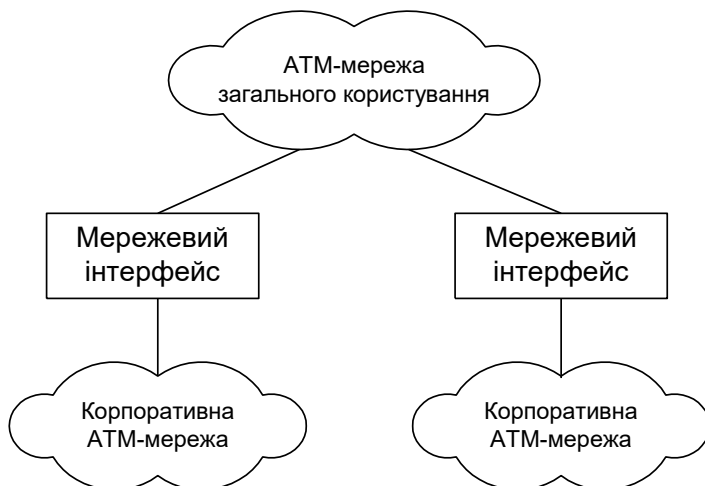 АТМ-мережа
загального користування
Мережевий
інтерфейс
Мережевий
інтерфейс
Корпоративна
АТМ-мережа
Корпоративна
АТМ-мережа